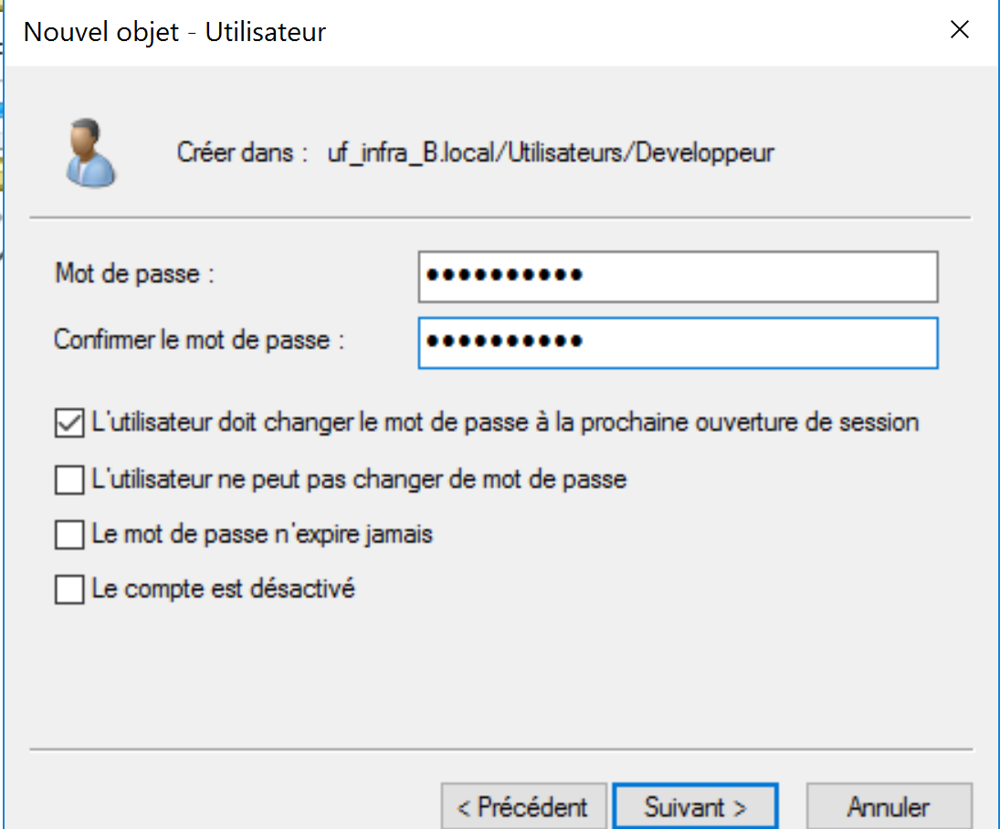 Nouvel objet - Utilisateur
Créer dans : uf_infra_B.local/Utilisateurs/Developpeur
Mot de passe : ••••••••••
Confirmer le mot de passe : ••••••••••
L'utilisateur doit changer le mot de passe à la prochaine ouverture de session
L'utilisateur ne peut pas changer de mot de passe
Le mot de passe n'expire jamais
Le compte est désactivé
< Précédent Suivant > Annuler